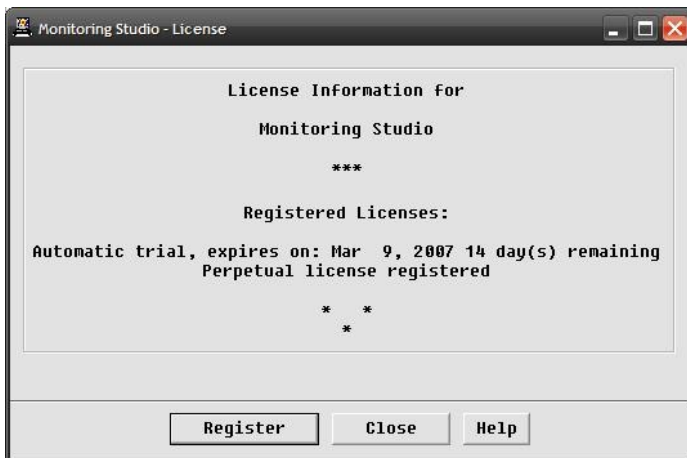 Monitoring Studio - License
License Information for
Monitoring Studio
***
Registered Licenses:
Automatic trial, expires on: Mar  9, 2007 14 day(s) remaining
Perpetual license registered
*   *
*
Register Close Help